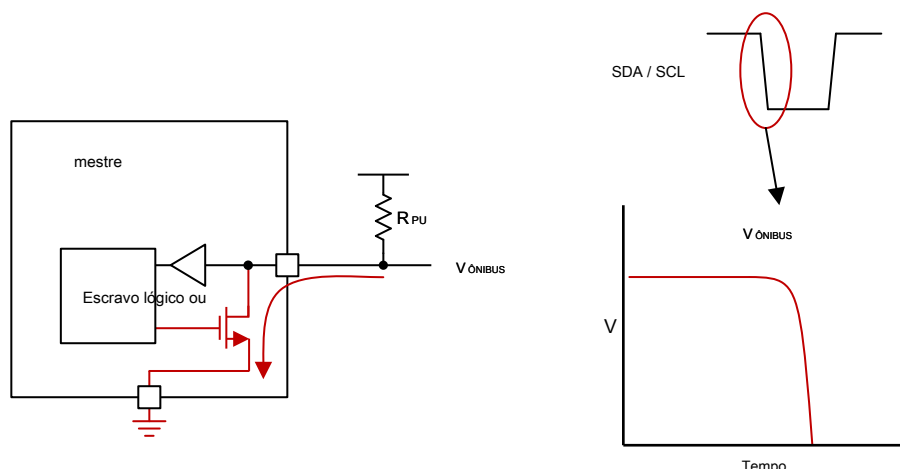 SDA / SCL
mestre
R PU
V ÔNIBUS
Escravo lógico ou
V ÔNIBUS
V
Tempo